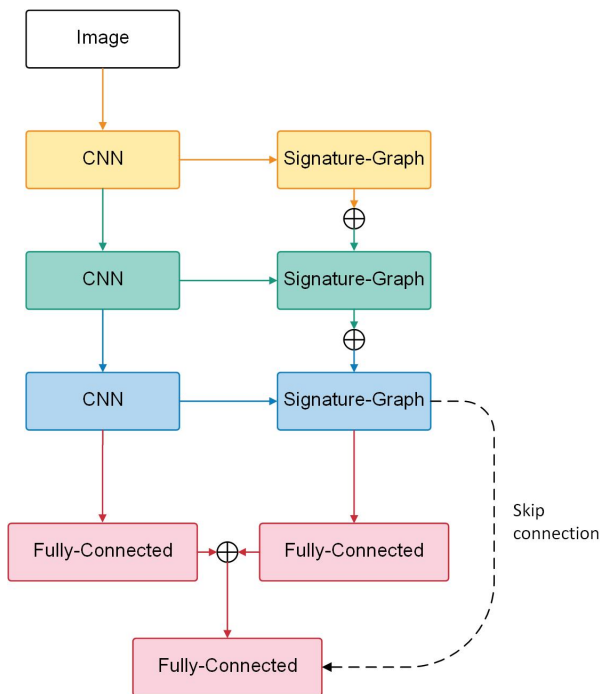 Image
CNN
Signature-Graph
CNN
Signature-Graph
CNN
Signature-Graph
Skip
connection
Fully-Connected
Fully-Connected
Fully-Connected